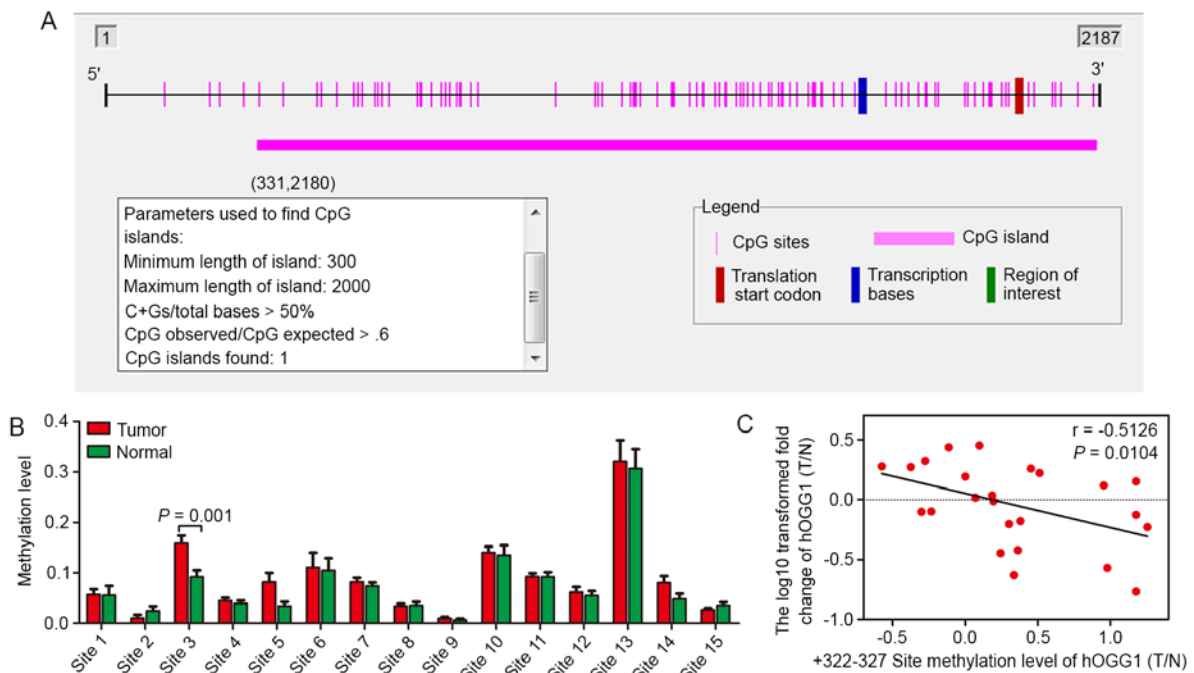 A
1
2187
5'
3'
(331,2180)
Parameters used to find CpG
islands:
Minimum length of island: 300
Maximum length of island: 2000
C+Gs/total bases > 50%
CpG observed/CpG expected > .6
CpG islands found: 1
Legend
CpG sites
CpG island
Translation
start codon
Transcription
bases
Region of
interest
B
Methylation level
0.4
0.3
0.2
0.1
0.0
Tumor
Normal
P = 0.001
Site 1
Site 2
Site 3
Site 4
Site 5
Site 6
Site 7
Site 8
Site 9
Site 10
Site 11
Site 12
Site 13
Site 14
Site 15
C
The log10 transformed fold
change of hOGG1 (T/N)
0.5
0.0
-0.5
-1.0
r = -0.5126
P = 0.0104
-0.5
0.0
0.5
1.0
+322-327 Site methylation level of hOGG1 (T/N)